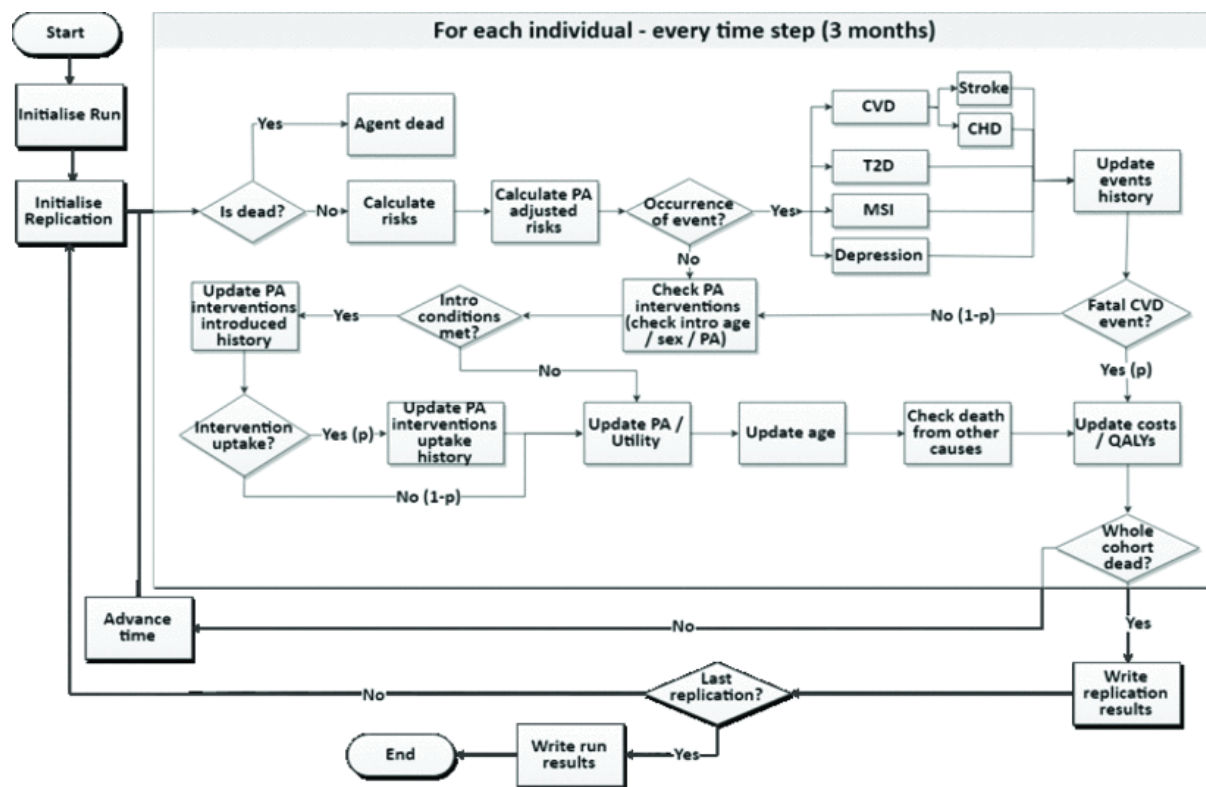 Start
For each individual - every time step (3 months)
Initialise Run
Initialise
Replication
Is dead?
Yes
Agent dead
No
Calculate
risks
Calculate PA
adjusted
risks
Occurrence
of event?
Yes
CVD
Stroke
CHD
T2D
MSI
Depression
Update
events
history
No
Fatal CVD
event?
No (1-p)
Yes (p)
Check PA
interventions
(check intro age
/ sex / PA)
Intro
conditions
met?
Yes
No
Update PA
interventions
introduced
history
Intervention
uptake?
Yes (p)
No (1-p)
Update PA
interventions
uptake
history
Update PA /
Utility
Update age
Check death
from other
causes
Update costs
/ QALYs
Whole
cohort
dead?
No
Yes
Advance
time
Write
replication
results
Last
replication?
No
Yes
Write run
results
End